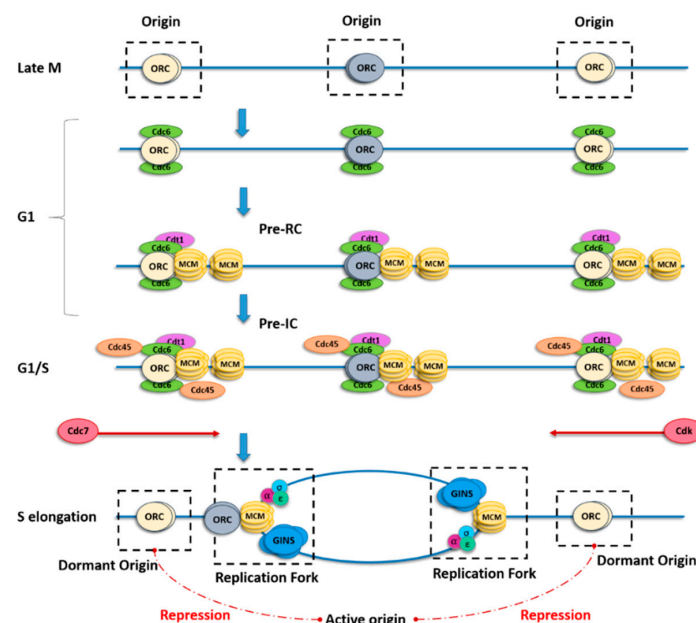 Origin Origin Origin
Late M ORC ORC ORC
Cdc6 Cdc6 Cdc6
ORC ORC ORC
Cdc6 Cdc6 Cdc6
G1
Pre-RC
Cdt1 Cdt1 Cdt1
Cdc6 Cdc6 Cdc6
ORC MCM MCM ORC MCM MCM ORC MCM MCM
Cdc6 Cdc6 Cdc6
Pre-IC
Cdc45 Cdt1 Cdc45 Cdt1 Cdc45 Cdt1
Cdc6 Cdc6 Cdc6
G1/S ORC MCM MCM ORC MCM MCM ORC MCM MCM
Cdc6 Cdc45 Cdc6 Cdc45 Cdc6 Cdc45
Cdc7 Cdk
σ
α ε GINS
S elongation ORC ORC MCM MCM ORC
GINS σ
α ε
Dormant Origin Replication Fork Replication Fork Dormant Origin
Repression Active origin Repression